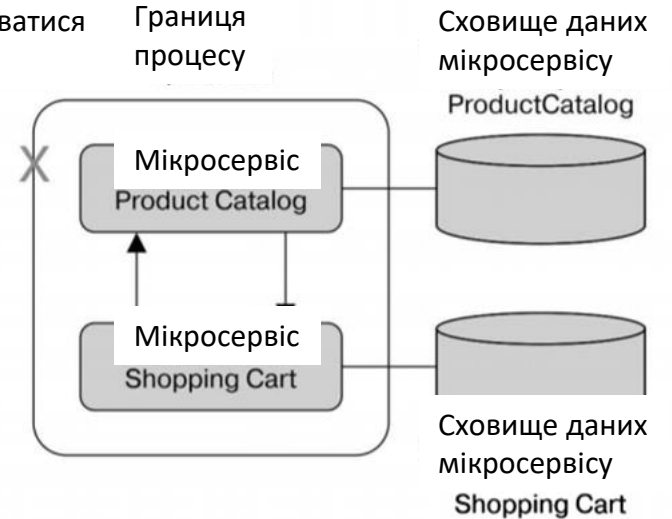 ватися
Границя
процесу
Сховище даних
мікросервісу
ProductCatalog
X
Мікросервіс
Product Catalog
Мікросервіс
Shopping Cart
Сховище даних
мікросервісу
Shopping Cart